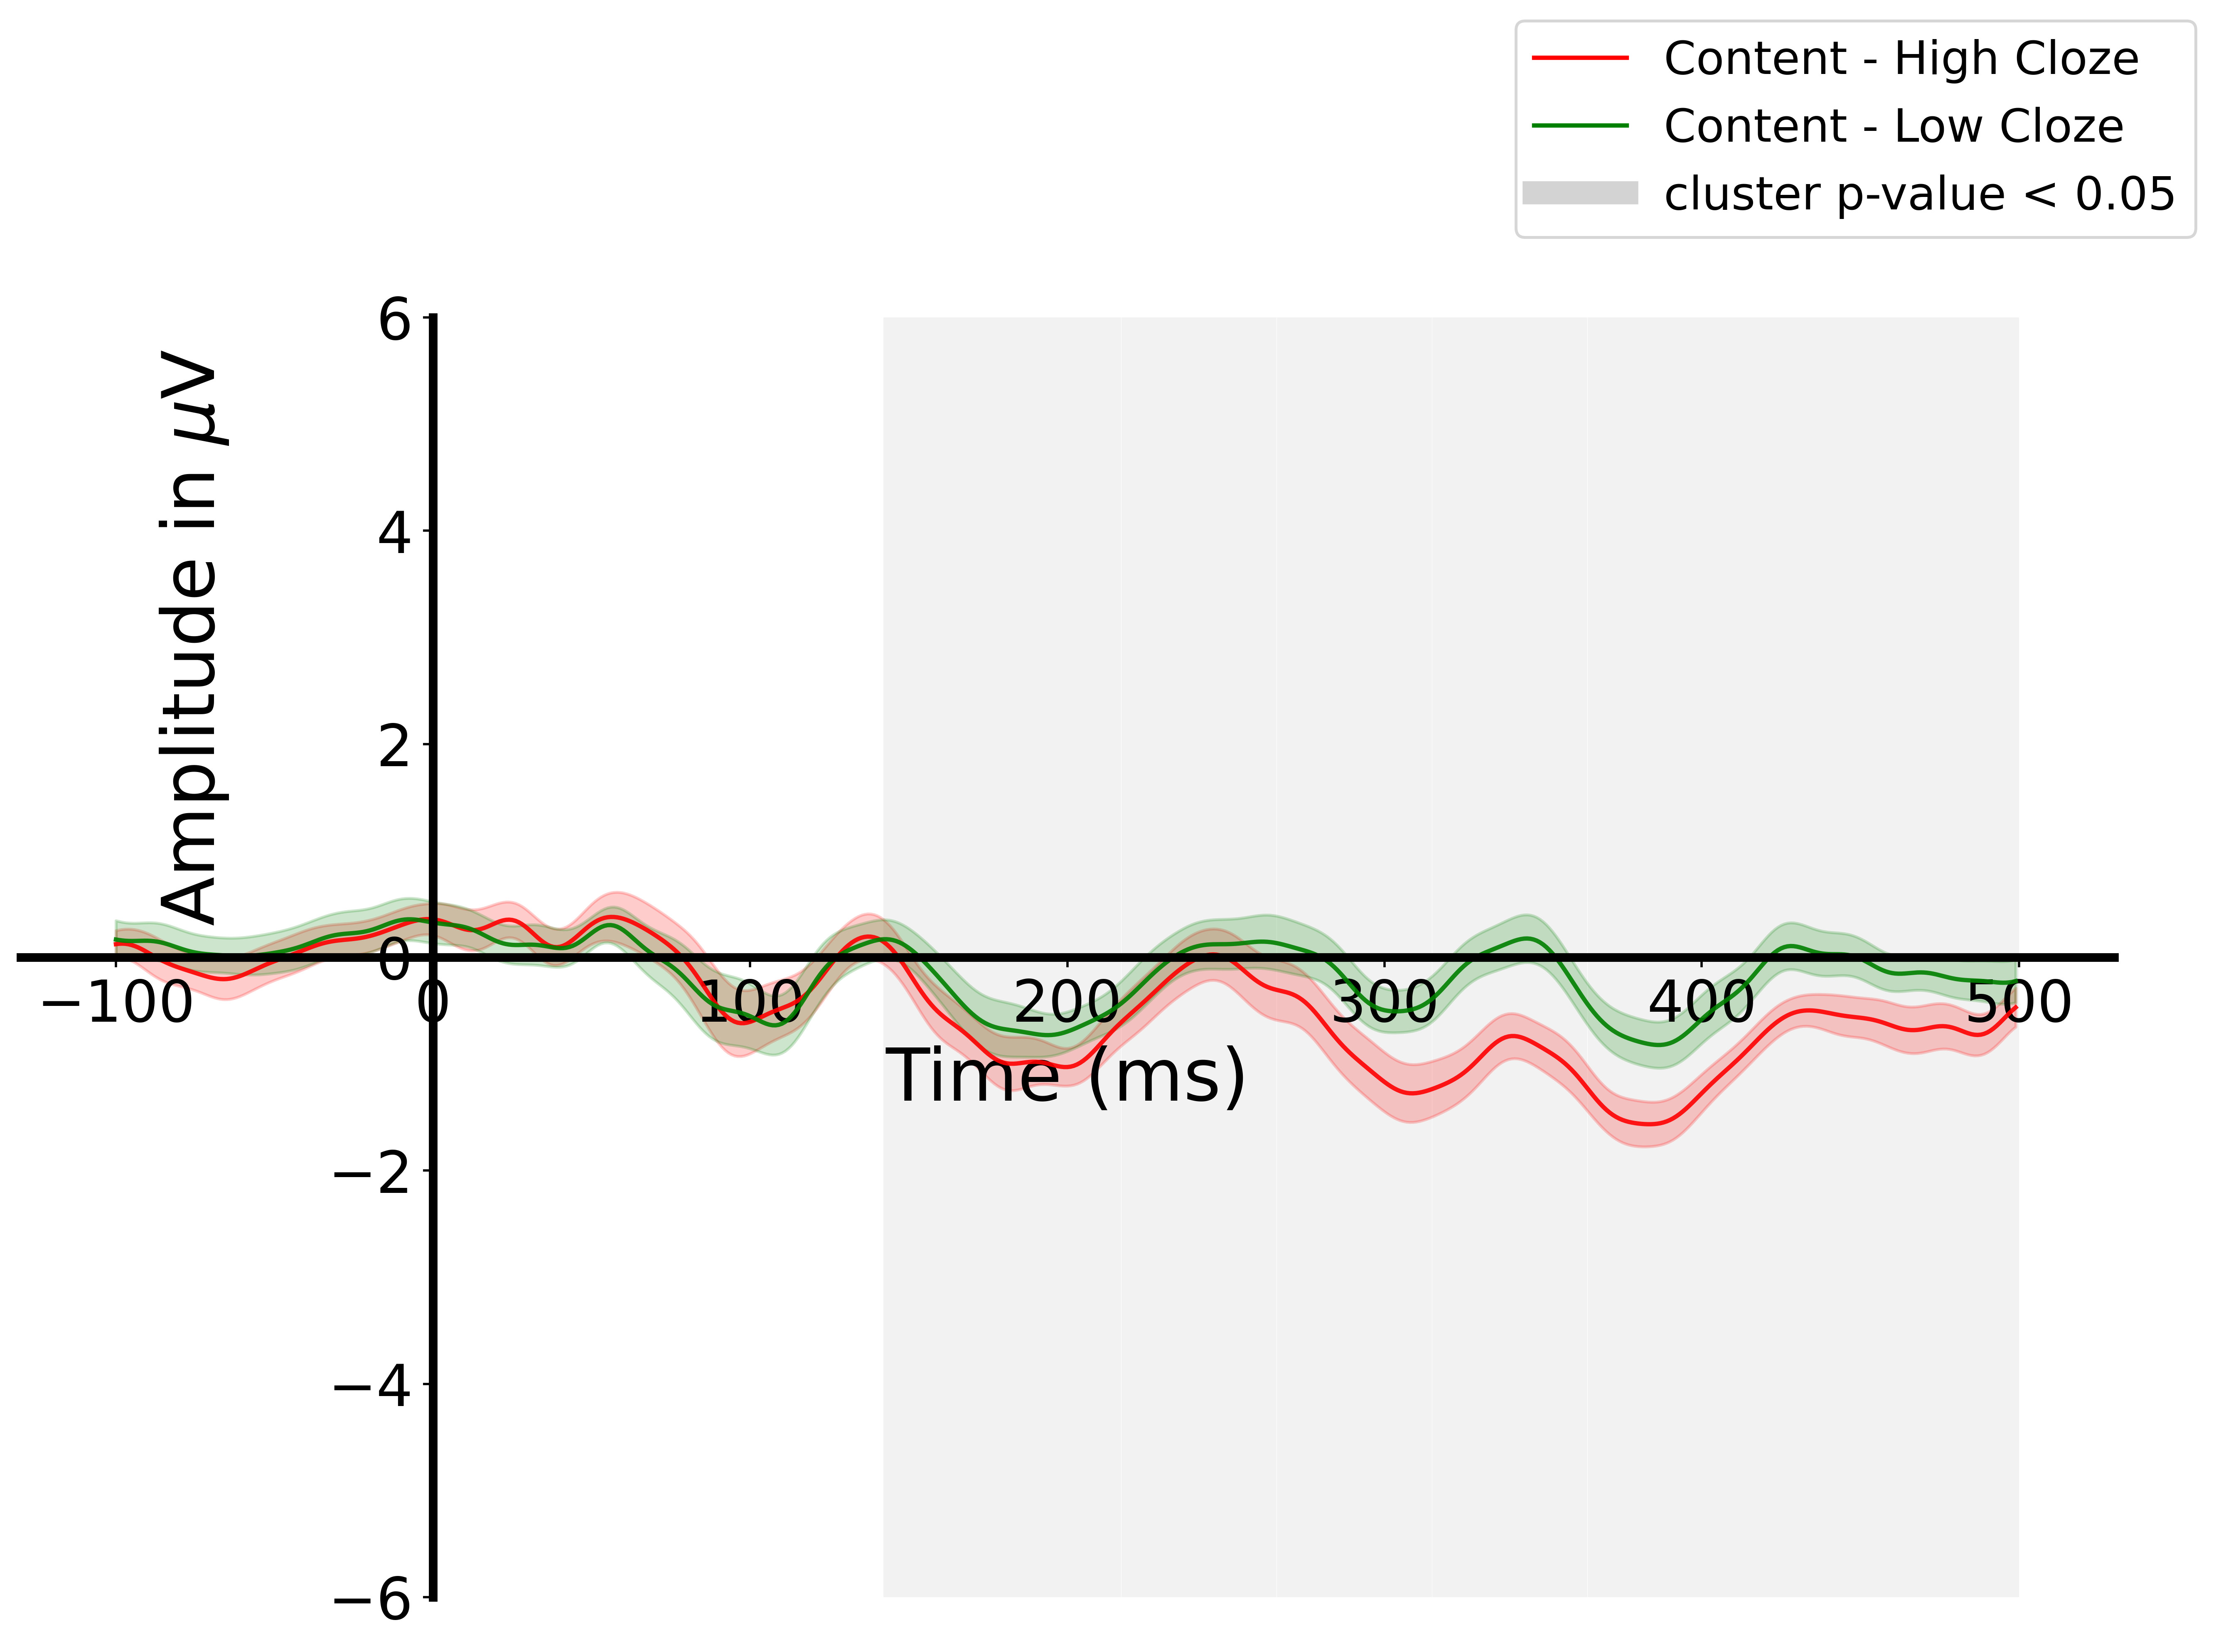 Content - High Cloze
Content - Low Cloze
cluster p-value < 0.05
Amplitude in μV
6
4
2
0
−2
−4
−6
−100
0
100
200
300
400
500
Time (ms)